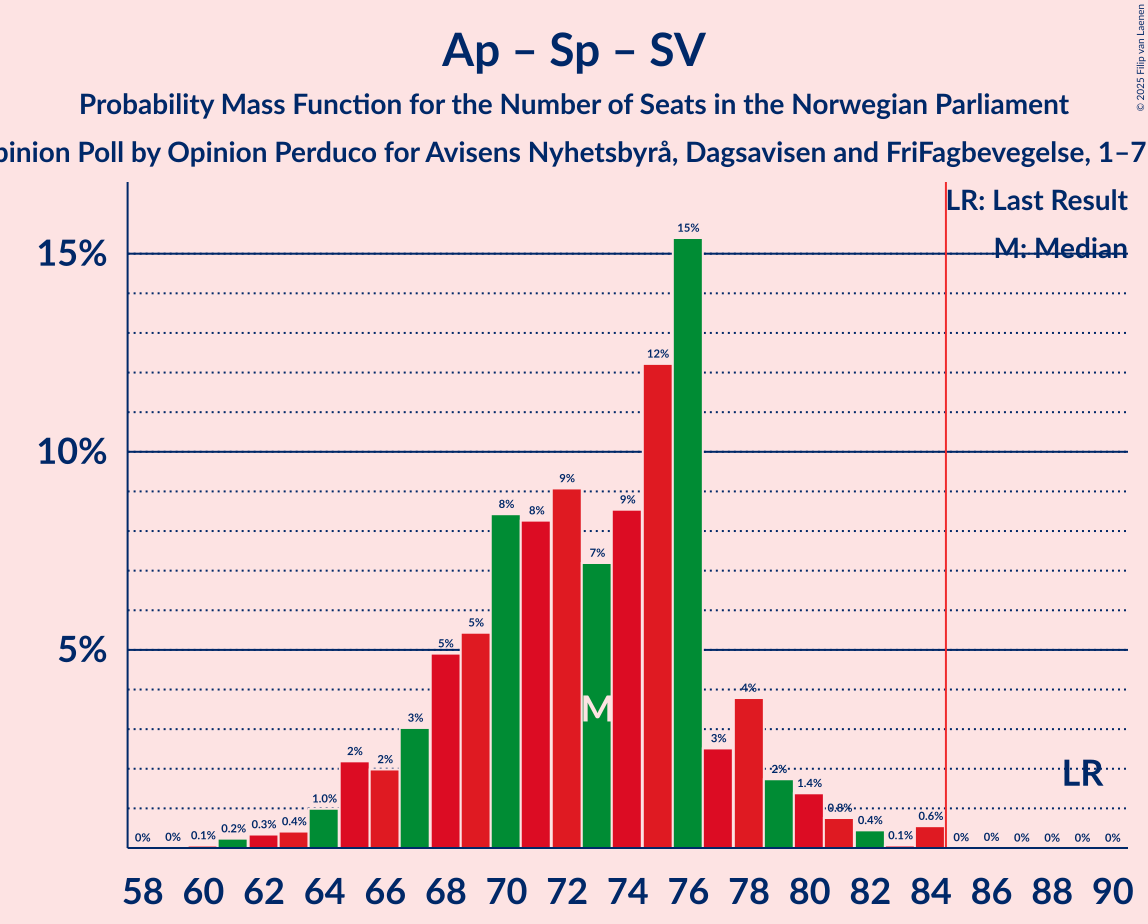 Ap – Sp – SV
Probability Mass Function for the Number of Seats in the Norwegian Parliament
Opinion Poll by Opinion Perduco for Avisens Nyhetsbyrå, Dagsavisen and FriFagbevegelse, 1–7
© 2025 Filip van Laenen
LR: Last Result
M: Median
15%
10%
5%
0% 0% 0.1% 0.2% 0.3% 0.4% 1.0% 2% 2% 3% 5% 5% 8% 8% 9% 7% 9% 12% 15% 3% 4% 2% 1.4% 0.8% 0.4% 0.1% 0.6% 0% 0% 0% 0% 0% 0%
M
LR
58 60 62 64 66 68 70 72 74 76 78 80 82 84 86 88 90